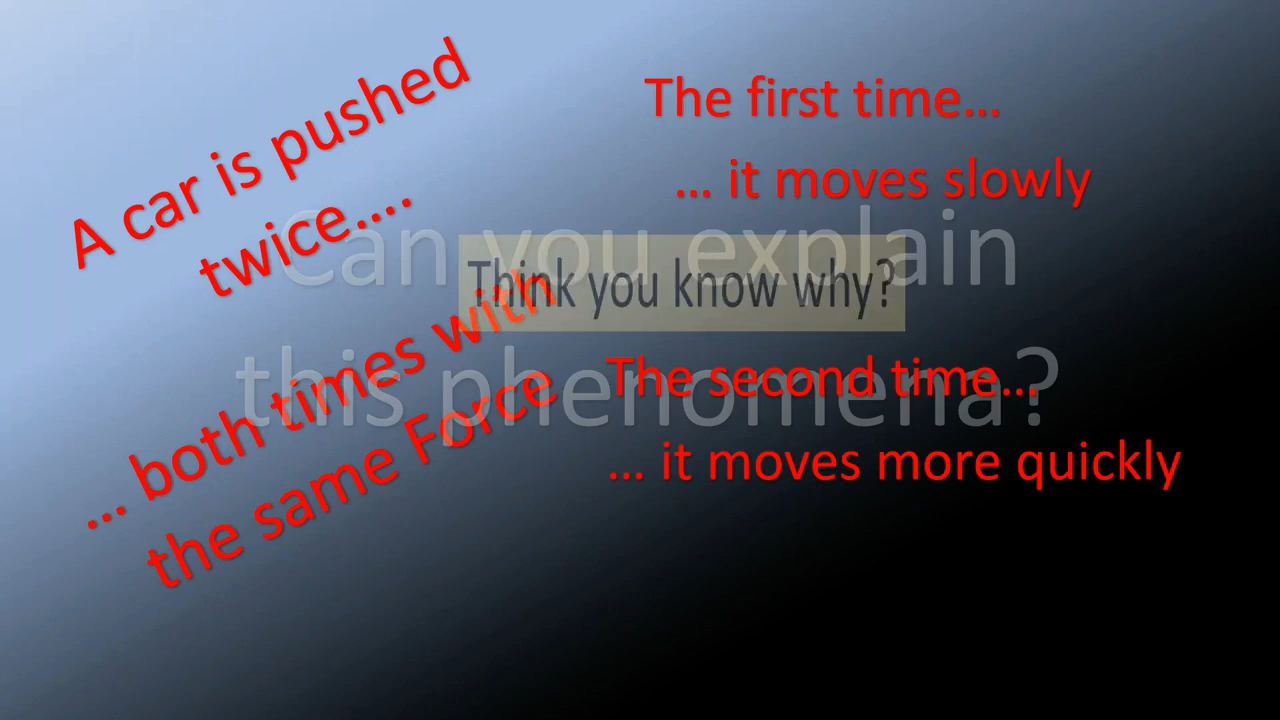 A car is pushed
twice….
… both times with
the same Force
The first time…
… it moves slowly
Can you explain
this phenomena?
Think you know why?
The second time…
… it moves more quickly